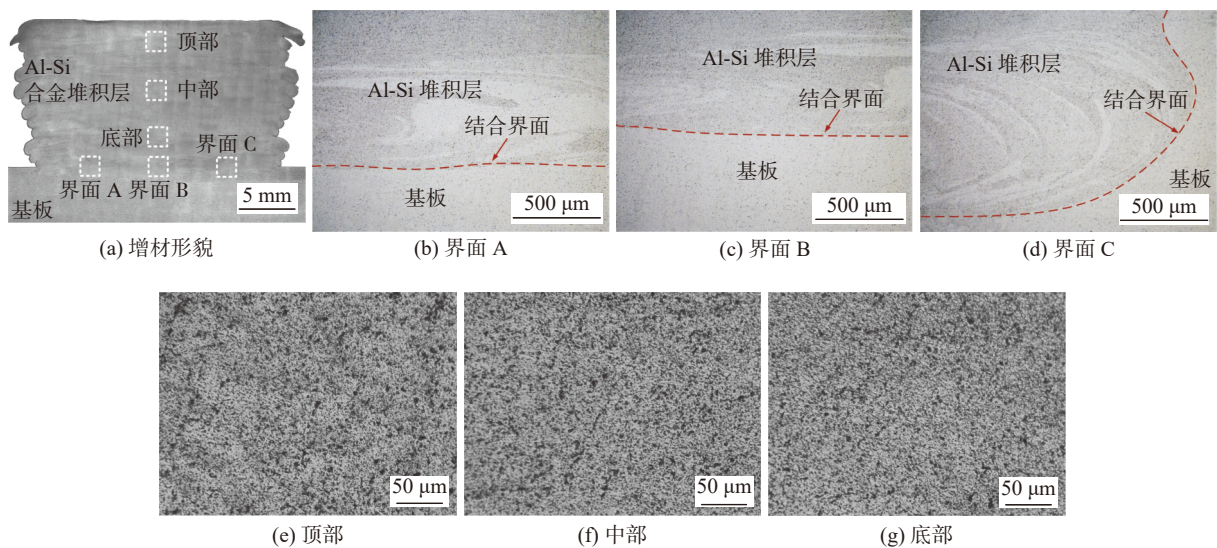 顶部
Al-Si
合金堆积层
中部
底部
界面 C
界面 A 界面 B
5 mm
基板
(a) 增材形貌
Al-Si 堆积层
结合界面
基板
500 μm
(b) 界面 A
Al-Si 堆积层
结合界面
基板
500 μm
(c) 界面 B
Al-Si 堆积层
结合界面
基板
500 μm
(d) 界面 C
50 μm
(e) 顶部
50 μm
(f) 中部
50 μm
(g) 底部